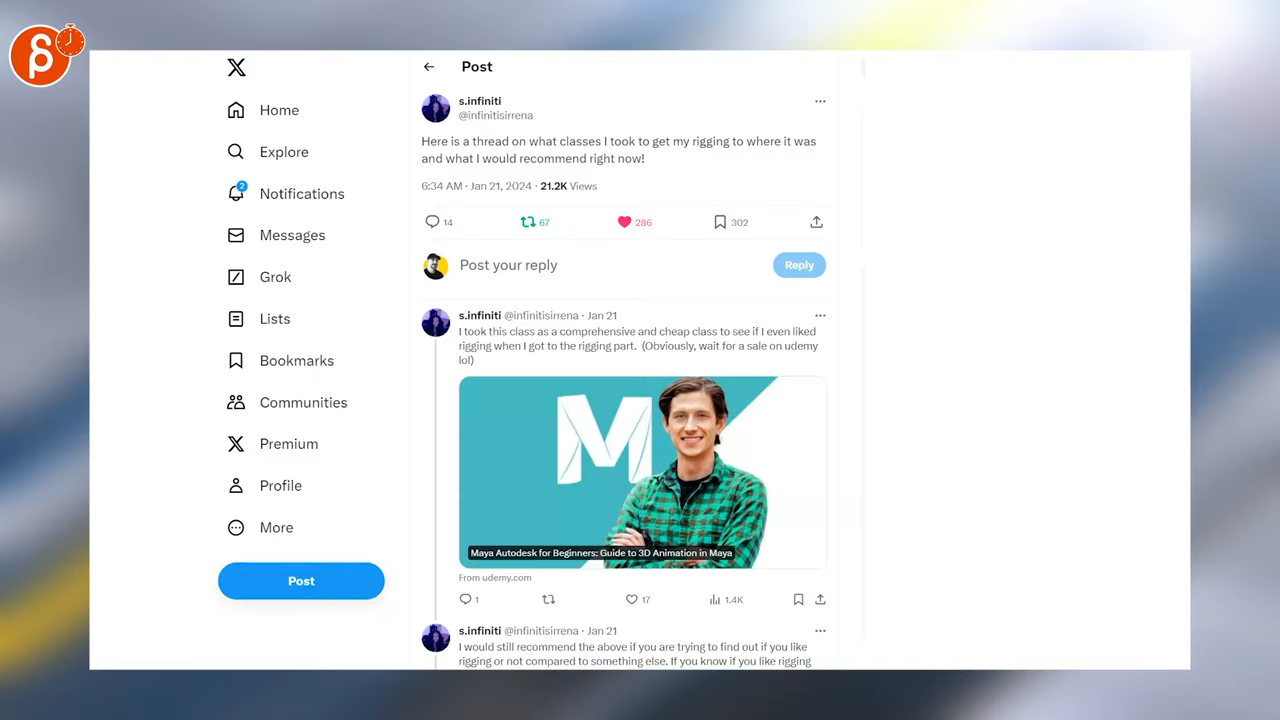 Home
Explore
2
Notifications
Messages
Grok
Lists
Bookmarks
Communities
Premium
Profile
More
Post
Post
s.infiniti
@infinitisirrena
Here is a thread on what classes I took to get my rigging to where it was
and what I would recommend right now!
6:34 AM · Jan 21, 2024 · 21.2K Views
14 67 286 302
Post your reply
Reply
s.infiniti @infinitisirrena · Jan 21
I took this class as a comprehensive and cheap class to see if I even liked
rigging when I got to the rigging part. (Obviously, wait for a sale on udemy
lol)
M
Maya Autodesk for Beginners: Guide to 3D Animation in Maya
From udemy.com
1 17 1.4K
s.infiniti @infinitisirrena · Jan 21
I would still recommend the above if you are trying to find out if you like
rigging or not compared to something else. If you know if you like rigging